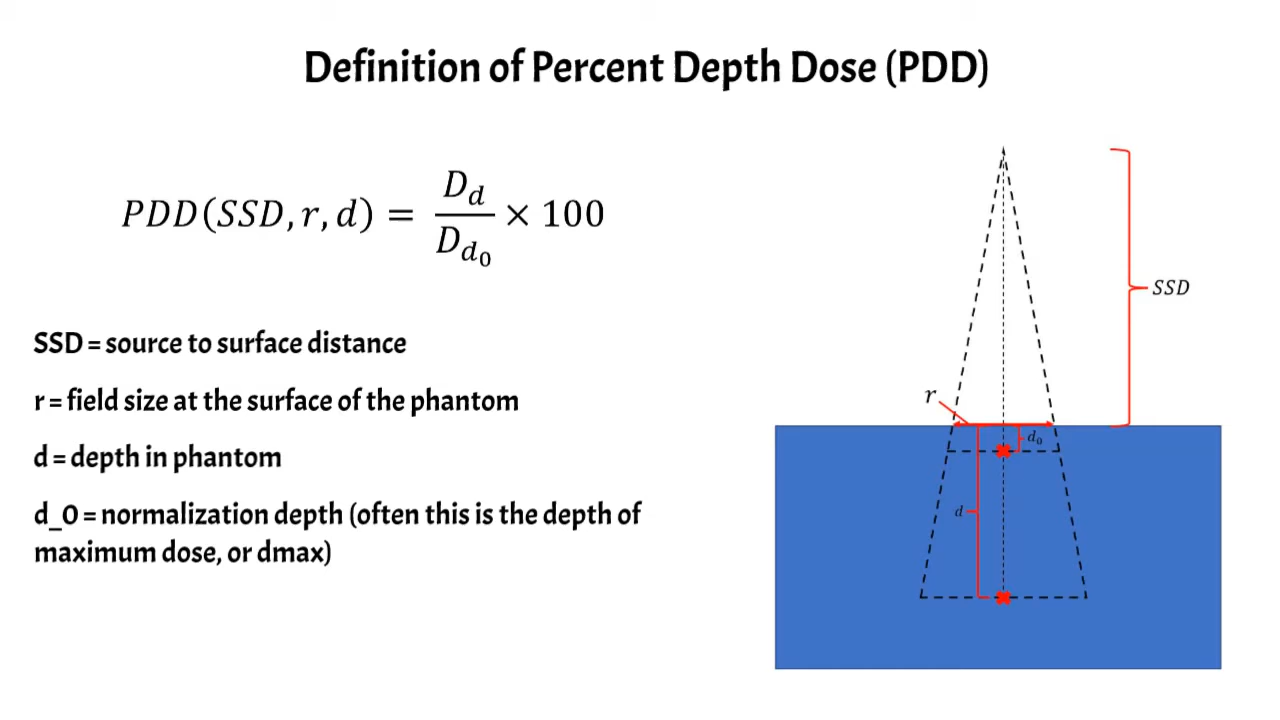 Definition of Percent Depth Dose (PDD)
PDD(SSD, r, d) = D_d / D_{d_0} × 100
SSD = source to surface distance
r = field size at the surface of the phantom
d = depth in phantom
d_0 = normalization depth (often this is the depth of
maximum dose, or dmax)
SSD
r
d₀
d